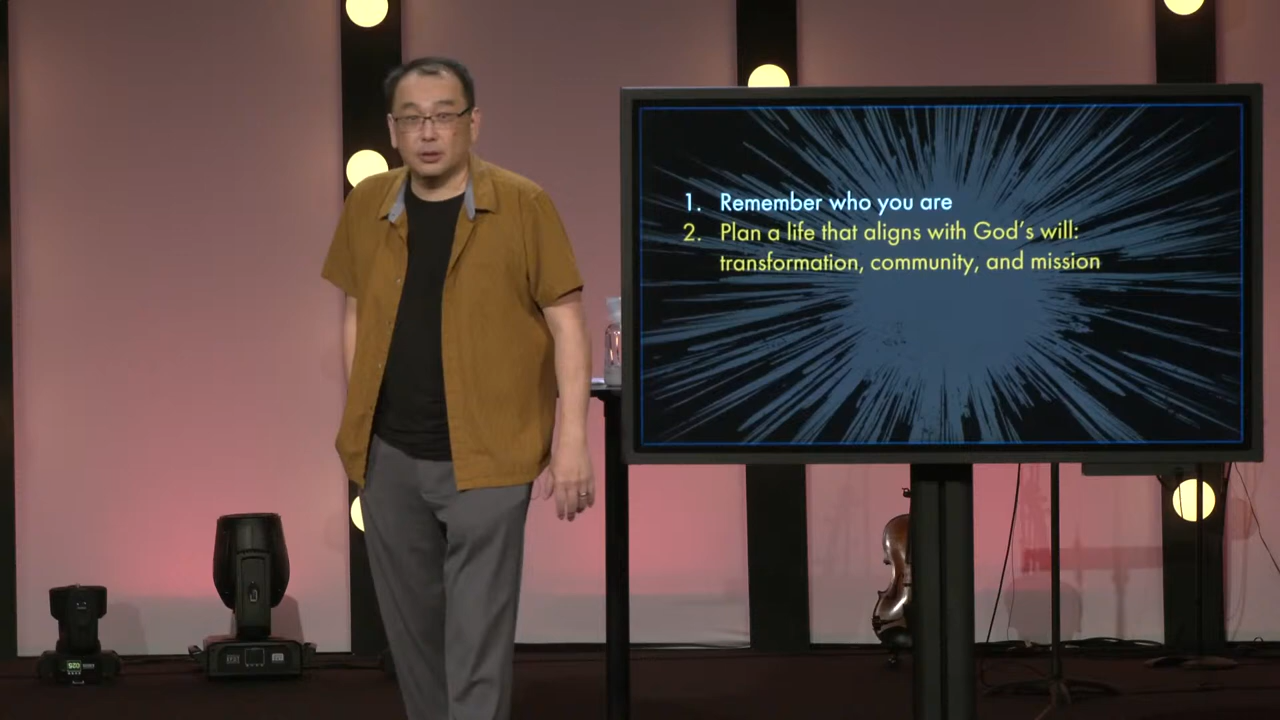 1. Remember who you are
2. Plan a life that aligns with God's will:
transformation, community, and mission